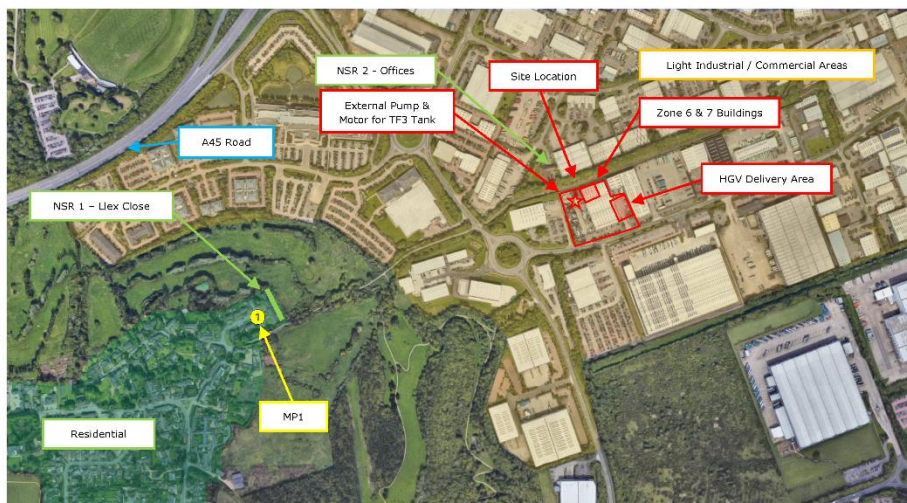 NSR 2 - Offices
Site Location
Light Industrial / Commercial Areas
External Pump &
Motor for TF3 Tank
Zone 6 & 7 Buildings
A45 Road
HGV Delivery Area
NSR 1 – Llex Close
1
MP1
Residential